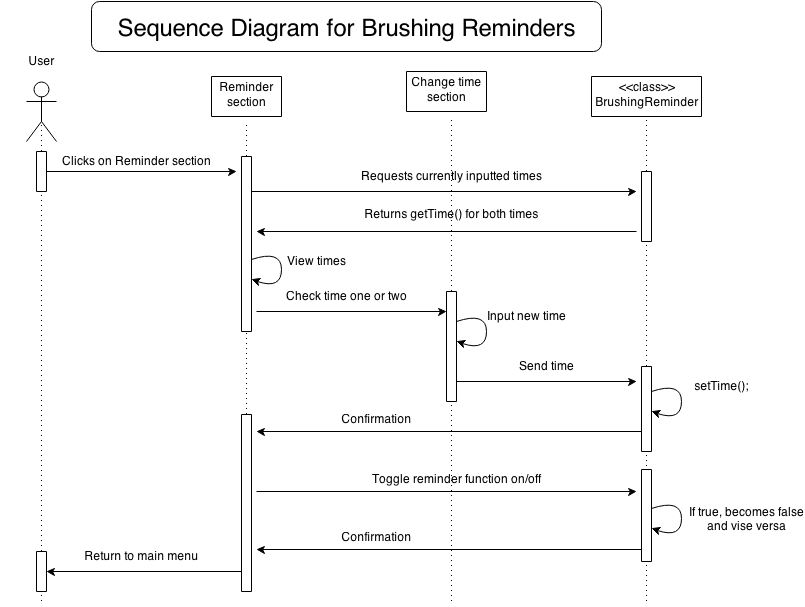 Sequence Diagram for Brushing Reminders
User
Reminder
section
Change time
section
<<class>>
BrushingReminder
Clicks on Reminder section
Requests currently inputted times
Returns getTime() for both times
View times
Check time one or two
Input new time
Send time
setTime();
Confirmation
Toggle reminder function on/off
If true, becomes false
and vise versa
Confirmation
Return to main menu